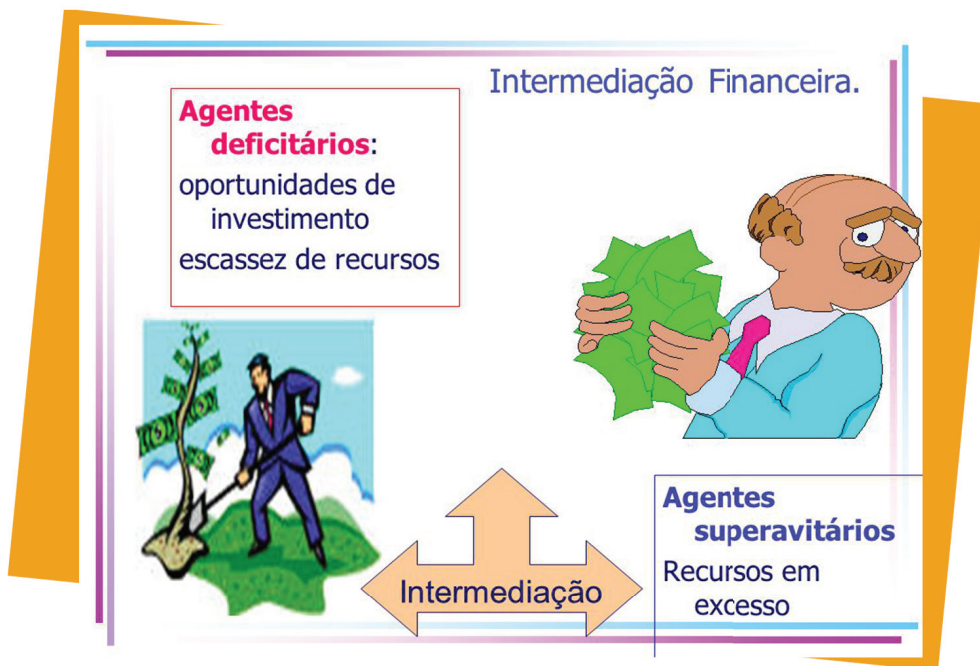 Intermediação Financeira.
Agentes
deficitários:
oportunidades de
investimento
escassez de recursos
Intermediação
Agentes
superavitários
Recursos em
excesso